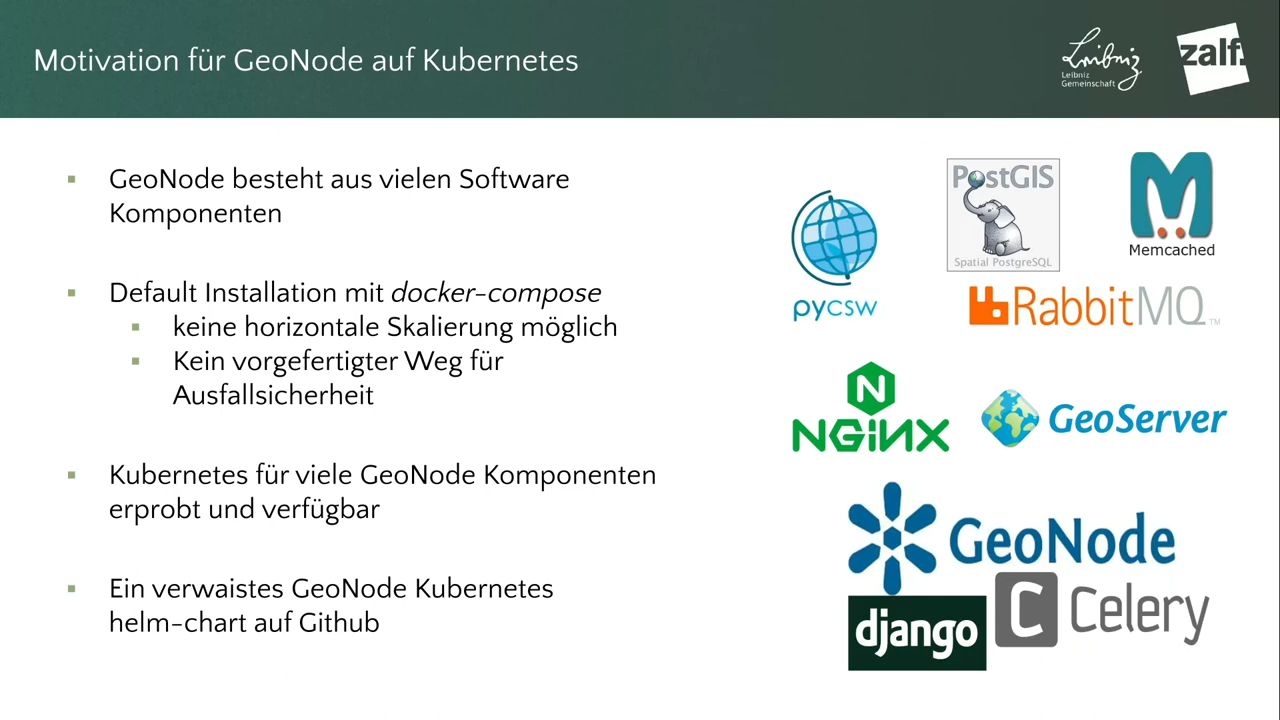 Motivation für GeoNode auf Kubernetes
Leibniz
Leibniz
Gemeinschaft
zalf.
▪ GeoNode besteht aus vielen Software
Komponenten
▪ Default Installation mit docker-compose
▪ keine horizontale Skalierung möglich
▪ Kein vorgefertigter Weg für
Ausfallsicherheit
▪ Kubernetes für viele GeoNode Komponenten
erprobt und verfügbar
▪ Ein verwaistes GeoNode Kubernetes
helm-chart auf Github
pycsw
PostGIS
Spatial PostgreSQL
Memcached
RabbitMQ™
N
NGiNX
GeoServer
GeoNode
django
C Celery